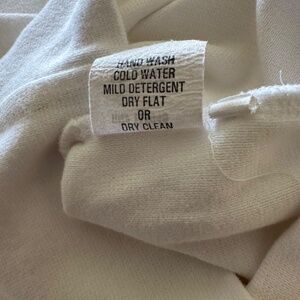 HAND WASH
COLD WATER
MILD DETERGENT
DRY FLAT
OR
DRY CLEAN